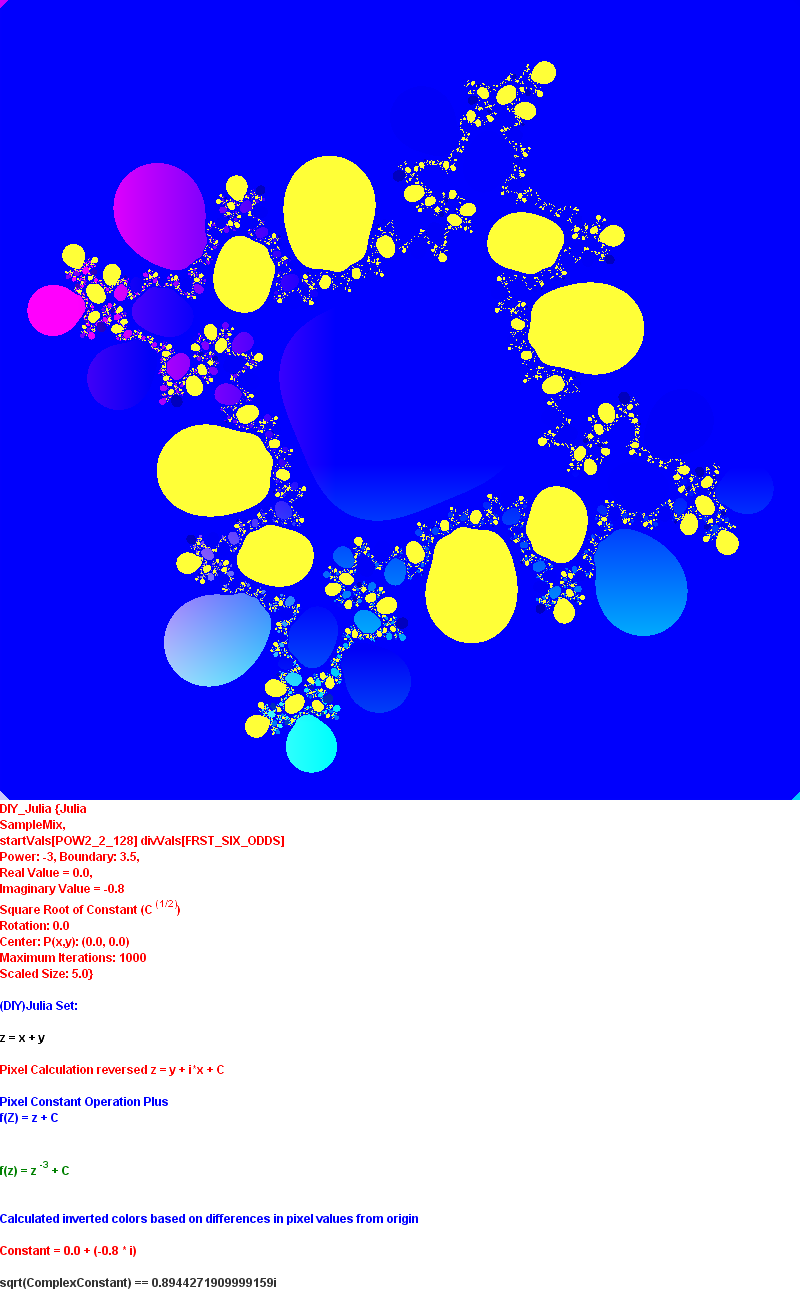 DIY_Julia {Julia
SampleMix,
startVals[POW2_2_128] divVals[FRST_SIX_ODDS]
Power: -3, Boundary: 3.5,
Real Value = 0.0,
Imaginary Value = -0.8
Square Root of Constant (C (1/2))
Rotation: 0.0
Center: P(x,y): (0.0, 0.0)
Maximum Iterations: 1000
Scaled Size: 5.0}
(DIY)Julia Set:
z = x + y
Pixel Calculation reversed z = y + i*x + C
Pixel Constant Operation Plus
f(Z) = z + C
f(z) = z -3 + C
Calculated inverted colors based on differences in pixel values from origin
Constant = 0.0 + (-0.8 * i)
sqrt(ComplexConstant) == 0.8944271909999159i